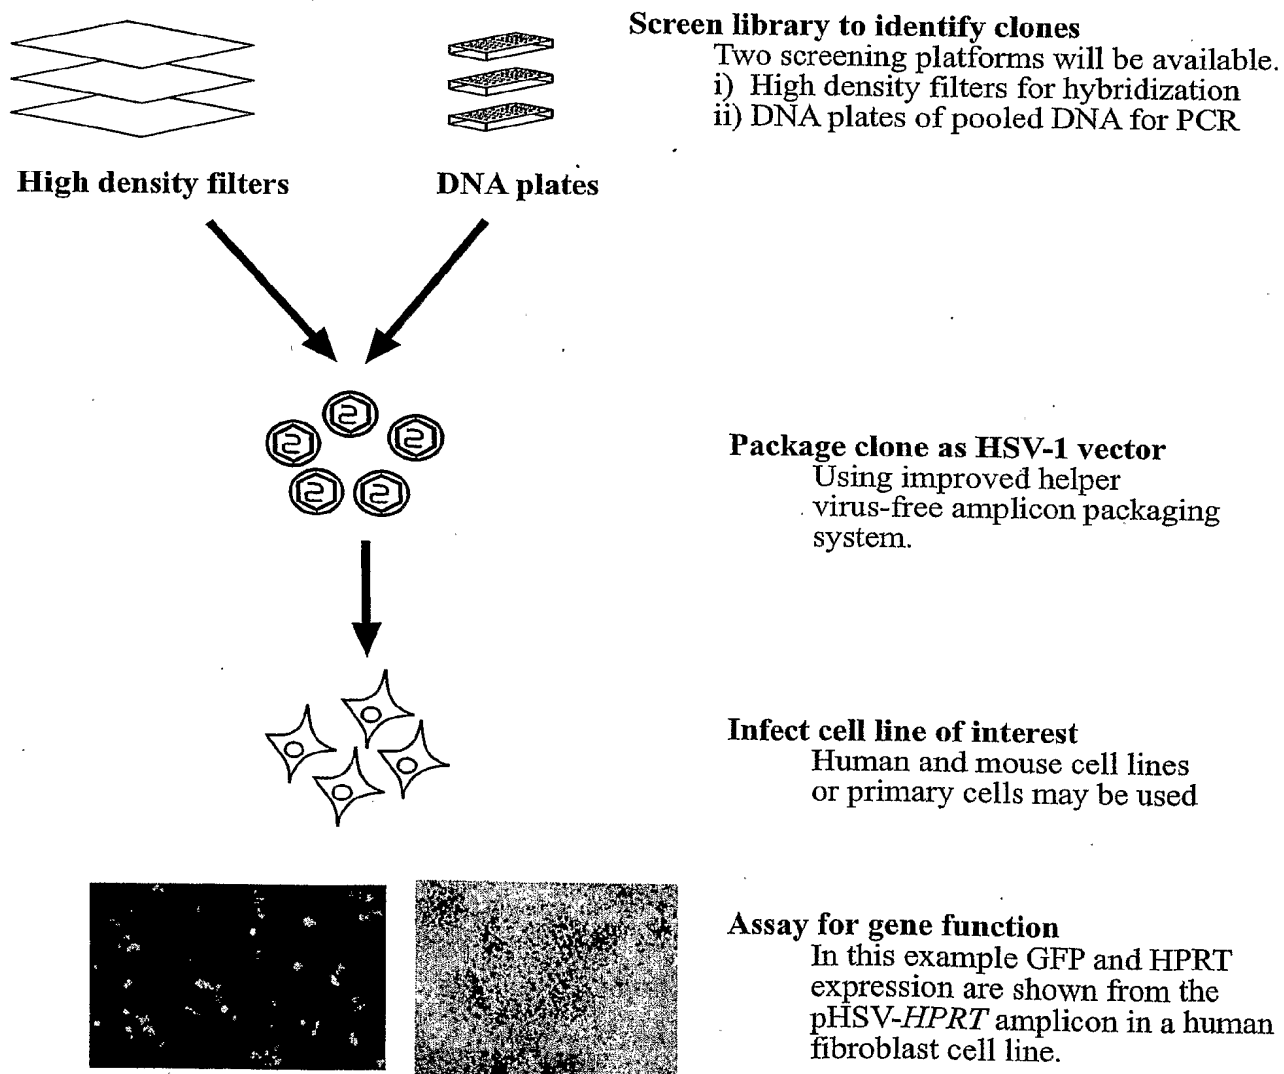 Screen library to identify clones
Two screening platforms will be available.
i) High density filters for hybridization
ii) DNA plates of pooled DNA for PCR
High density filters
DNA plates
Package clone as HSV-1 vector
Using improved helper
virus-free amplicon packaging
system.
Infect cell line of interest
Human and mouse cell lines
or primary cells may be used
Assay for gene function
In this example GFP and HPRT
expression are shown from the
pHSV-HPRT amplicon in a human
fibroblast cell line.